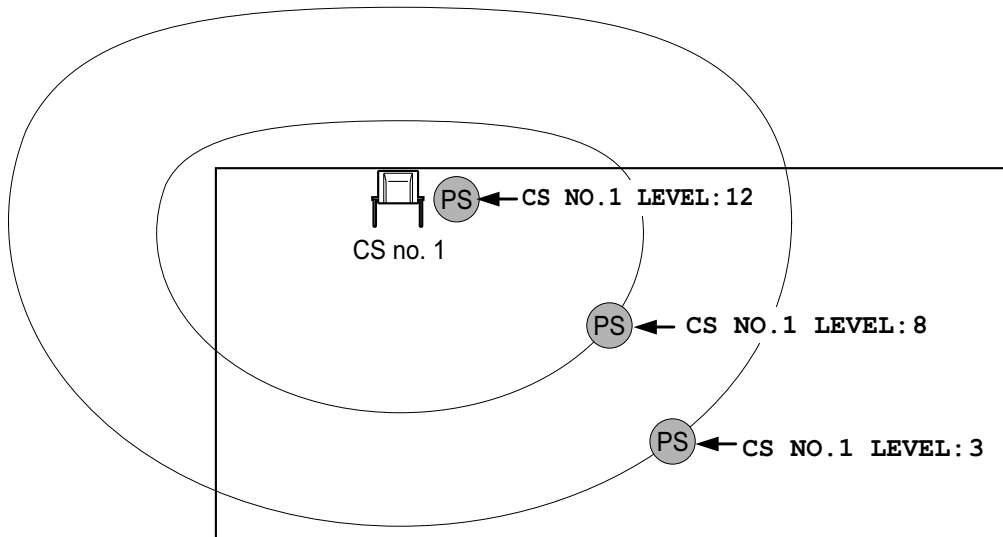 PS CS NO.1 LEVEL:12
CS no. 1
PS CS NO.1 LEVEL:8
PS CS NO.1 LEVEL:3